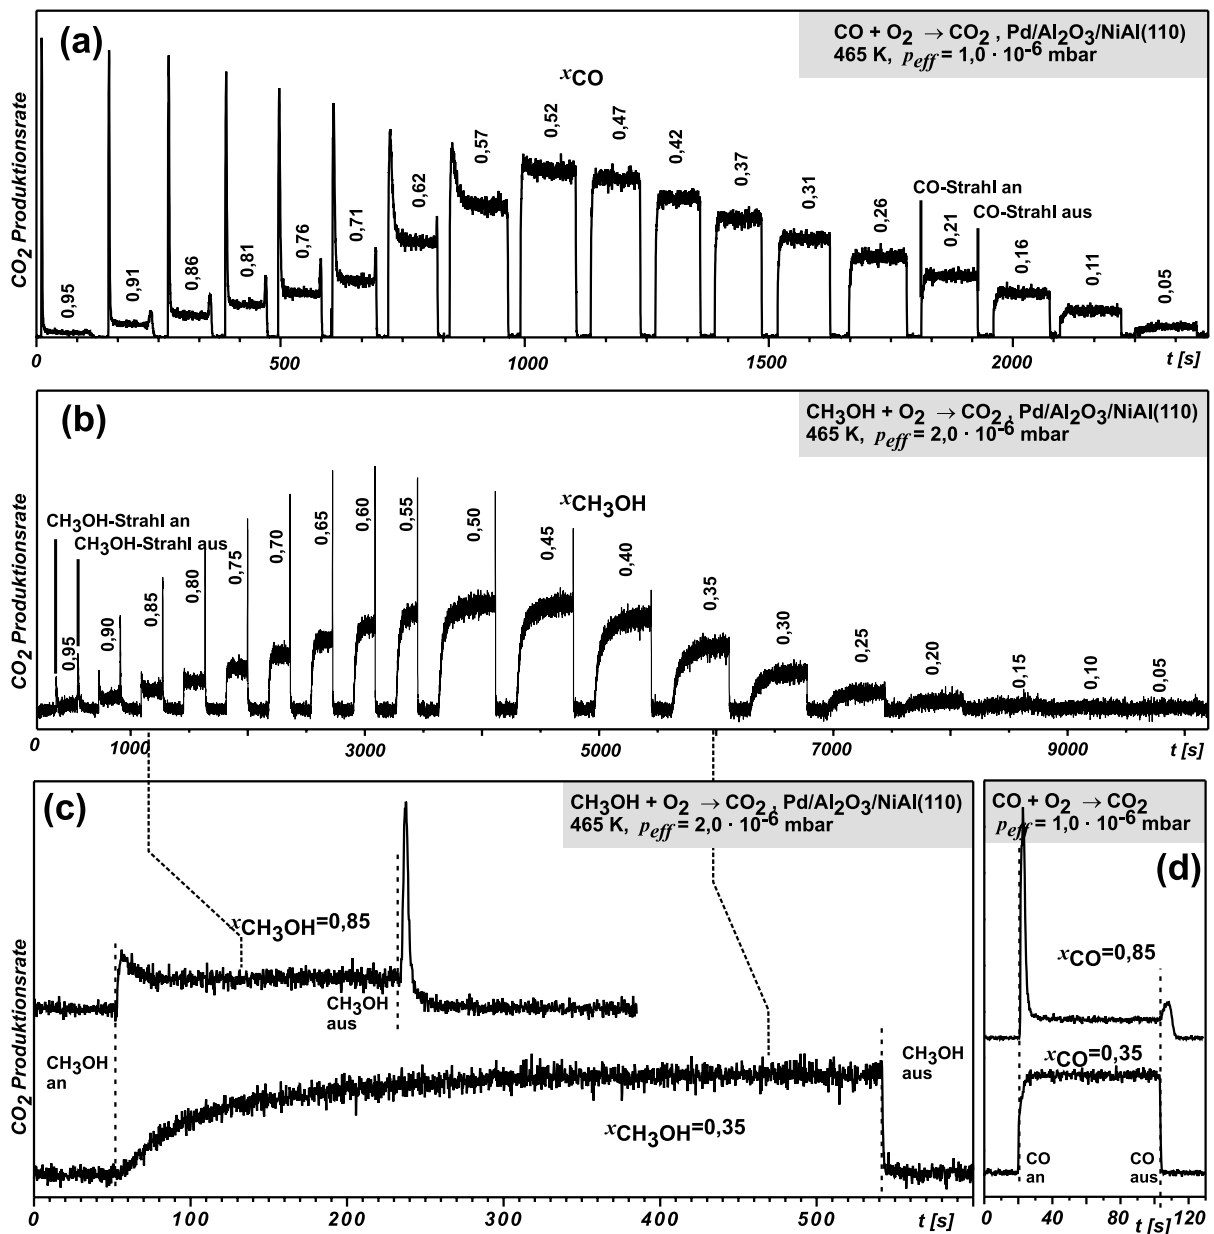 (a)
CO + O2 → CO2 , Pd/Al2O3/NiAl(110)
465 K, peff = 1,0 · 10-6 mbar
CO2 Produktionsrate
xCO
0,95
0,91
0,86
0,81
0,76
0,71
0,62
0,57
0,52
0,47
0,42
0,37
0,31
0,26
0,21
0,16
0,11
0,05
CO-Strahl an
CO-Strahl aus
0
500
1000
1500
2000
t [s]
(b)
CH3OH + O2 → CO2 , Pd/Al2O3/NiAl(110)
465 K, peff = 2,0 · 10-6 mbar
CO2 Produktionsrate
xCH3OH
CH3OH-Strahl an
CH3OH-Strahl aus
0,95
0,90
0,85
0,80
0,75
0,70
0,65
0,60
0,55
0,50
0,45
0,40
0,35
0,30
0,25
0,20
0,15
0,10
0,05
0
1000
3000
5000
7000
9000
t [s]
(c)
CH3OH + O2 → CO2 , Pd/Al2O3/NiAl(110)
465 K, peff = 2,0 · 10-6 mbar
CO2 Produktionsrate
xCH3OH=0,85
CH3OH
aus
CH3OH
an
CH3OH
aus
xCH3OH=0,35
0
100
200
300
400
500
t [s]
CO + O2 → CO2
peff = 1,0 · 10-6 mbar
(d)
xCO=0,85
xCO=0,35
CO
an
CO
aus
0
40
80
120
t [s]